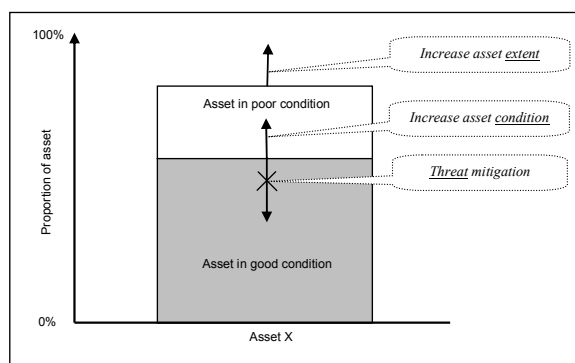 100%
Increase asset extent
Asset in poor condition
Increase asset condition
Threat mitigation
Proportion of asset
Asset in good condition
0%
Asset X